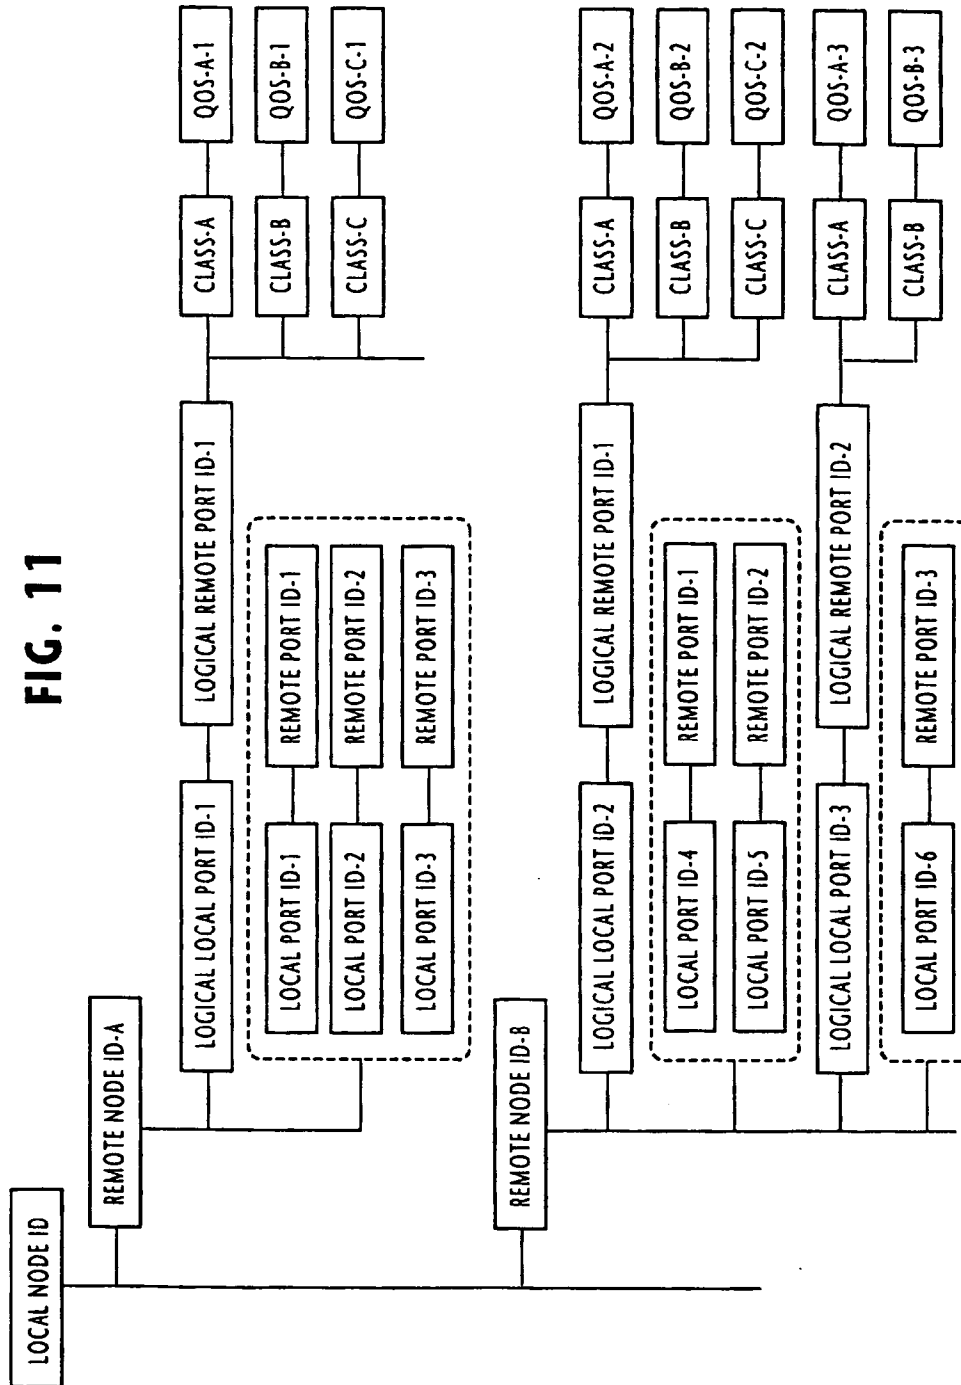 FIG. 11
LOCAL NODE ID
REMOTE NODE ID-A
LOGICAL LOCAL PORT ID-1
LOGICAL REMOTE PORT ID-1
CLASS-A
QOS-A-1
CLASS-B
QOS-B-1
CLASS-C
QOS-C-1
LOCAL PORT ID-1
REMOTE PORT ID-1
LOCAL PORT ID-2
REMOTE PORT ID-2
LOCAL PORT ID-3
REMOTE PORT ID-3
REMOTE NODE ID-B
LOGICAL LOCAL PORT ID-2
LOGICAL REMOTE PORT ID-1
CLASS-A
QOS-A-2
CLASS-B
QOS-B-2
CLASS-C
QOS-C-2
LOCAL PORT ID-4
REMOTE PORT ID-1
LOCAL PORT ID-5
REMOTE PORT ID-2
LOGICAL LOCAL PORT ID-3
LOGICAL REMOTE PORT ID-2
CLASS-A
QOS-A-3
CLASS-B
QOS-B-3
LOCAL PORT ID-6
REMOTE PORT ID-3